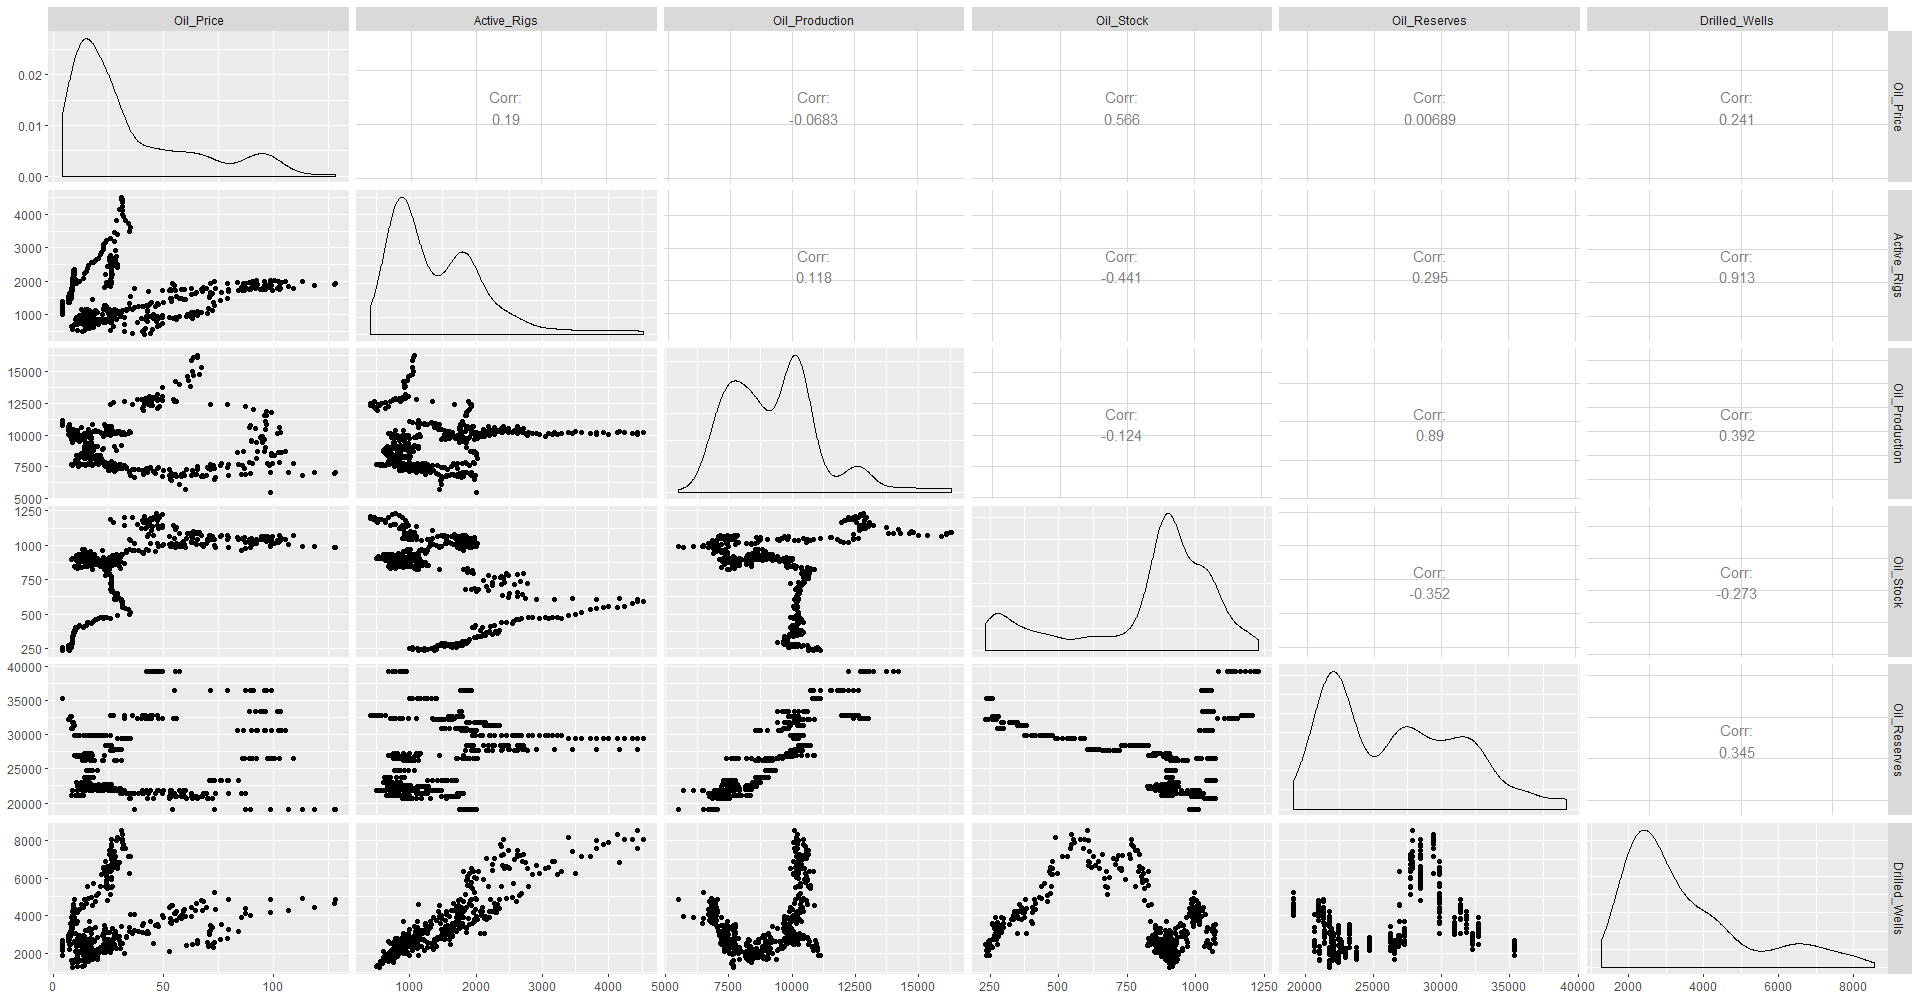 Oil_Price
Active_Rigs
Oil_Production
Oil_Stock
Oil_Reserves
Drilled_Wells
0.02
0.01
0.00
Corr:
0.19
Corr:
-0.0683
Corr:
0.566
Corr:
0.00689
Corr:
0.241
Oil_Price
4000
3000
2000
1000
Corr:
0.118
Corr:
-0.441
Corr:
0.295
Corr:
0.913
Active_Rigs
15000
12500
10000
7500
5000
Corr:
-0.124
Corr:
0.89
Corr:
0.392
Oil_Production
1250
1000
750
500
250
Corr:
-0.352
Corr:
-0.273
Oil_Stock
40000
35000
30000
25000
20000
Corr:
0.345
Oil_Reserves
8000
6000
4000
2000
Drilled_Wells
0
50
100
1000
2000
3000
4000
5000
7500
10000
12500
15000
250
500
750
1000
1250
20000
25000
30000
35000
40000
2000
4000
6000
8000